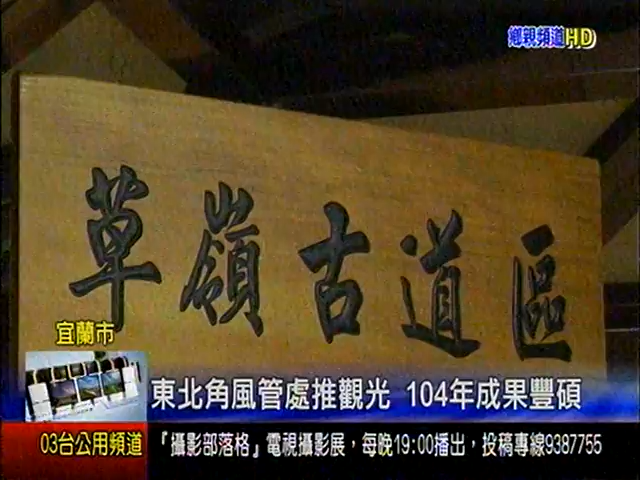 鄉親頻道HD
草嶺古道區
宜蘭市
東北角風管處推觀光 104年成果豐碩
03台公用頻道
『攝影部落格』電視攝影展，每晚19:00播出，投稿專線9387755